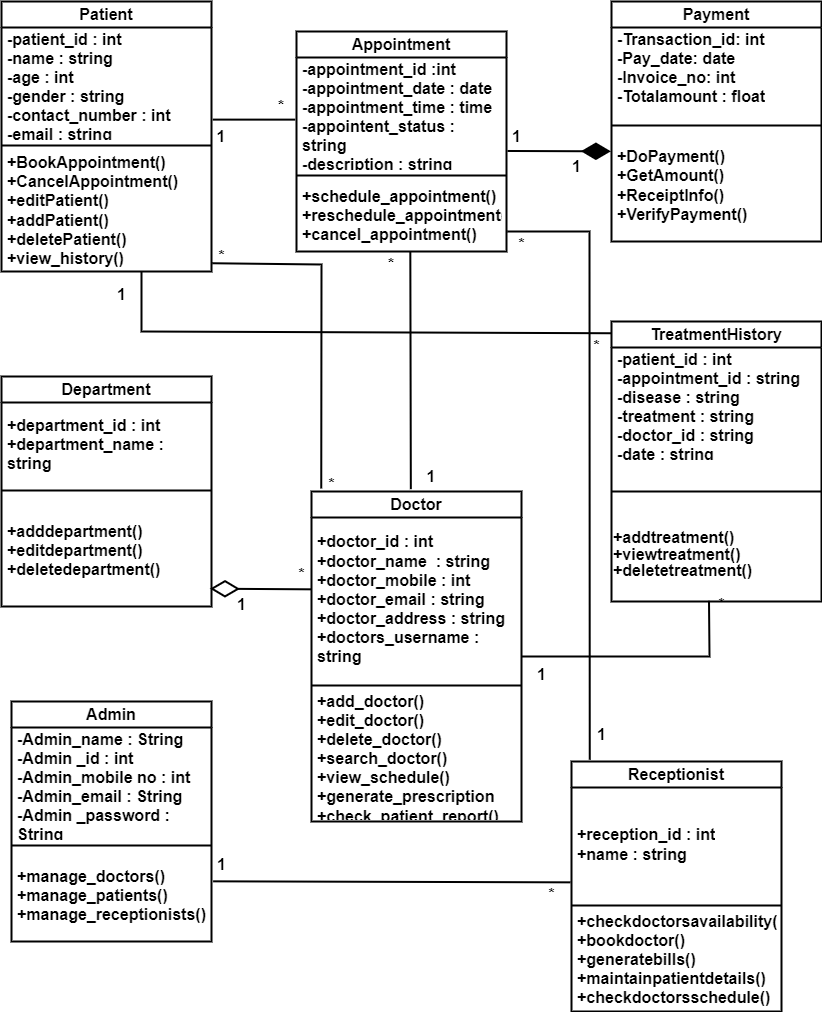 Patient
-patient_id : int
-name : string
-age : int
-gender : string
-contact_number : int
-email : string
+BookAppointment()
+CancelAppointment()
+editPatient()
+addPatient()
+deletePatient()
+view_history()
Appointment
-appointment_id :int
-appointment_date : date
-appointment_time : time
-appointent_status :
string
-description : string
+schedule_appointment()
+reschedule_appointment
+cancel_appointment()
Payment
-Transaction_id: int
-Pay_date: date
-Invoice_no: int
-Totalamount : float
+DoPayment()
+GetAmount()
+ReceiptInfo()
+VerifyPayment()
1
*
1
1
*
*
*
1
*
*
1
TreatmentHistory
-patient_id : int
-appointment_id : string
-disease : string
-treatment : string
-doctor_id : string
-date : string
+addtreatment()
+viewtreatment()
+deletetreatment()
Department
+department_id : int
+department_name :
string
+adddepartment()
+editdepartment()
+deletedepartment()
1
*
Doctor
+doctor_id : int
+doctor_name : string
+doctor_mobile : int
+doctor_email : string
+doctor_address : string
+doctors_username :
string
+add_doctor()
+edit_doctor()
+delete_doctor()
+search_doctor()
+view_schedule()
+generate_prescription
+check_patient_report()
1
*
1
Admin
-Admin_name : String
-Admin _id : int
-Admin_mobile no : int
-Admin_email : String
-Admin _password :
String
+manage_doctors()
+manage_patients()
+manage_receptionists()
1
*
Receptionist
+reception_id : int
+name : string
+checkdoctorsavailability(
+bookdoctor()
+generatebills()
+maintainpatientdetails()
+checkdoctorsschedule()